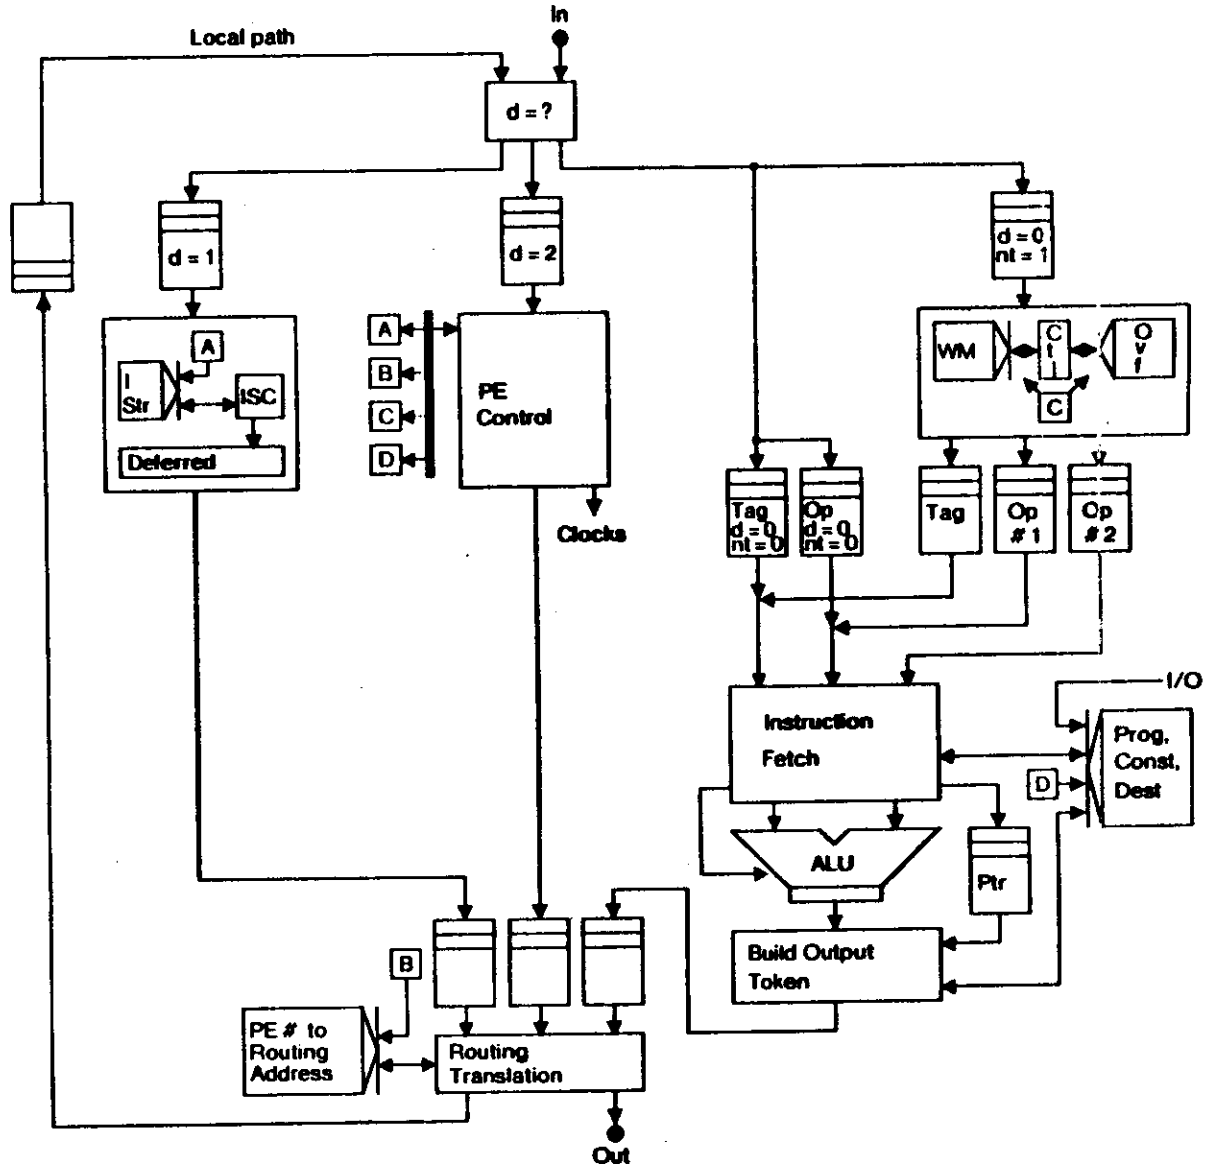 In
Local path
d = ?
d = 1
d = 2
d = 0
nt = 1
A
I
Str
ISC
Deferred
A
B
C
D
PE
Control
Clocks
WM
C
t
l
O
v
f
C
Tag
d = 0
nt = 0
Op
d = 0
nt = 0
Tag
Op
# 1
Op
# 2
I/O
Instruction
Fetch
Prog,
Const,
Dest
D
ALU
Ptr
Build Output
Token
B
PE # to
Routing
Address
Routing
Translation
Out